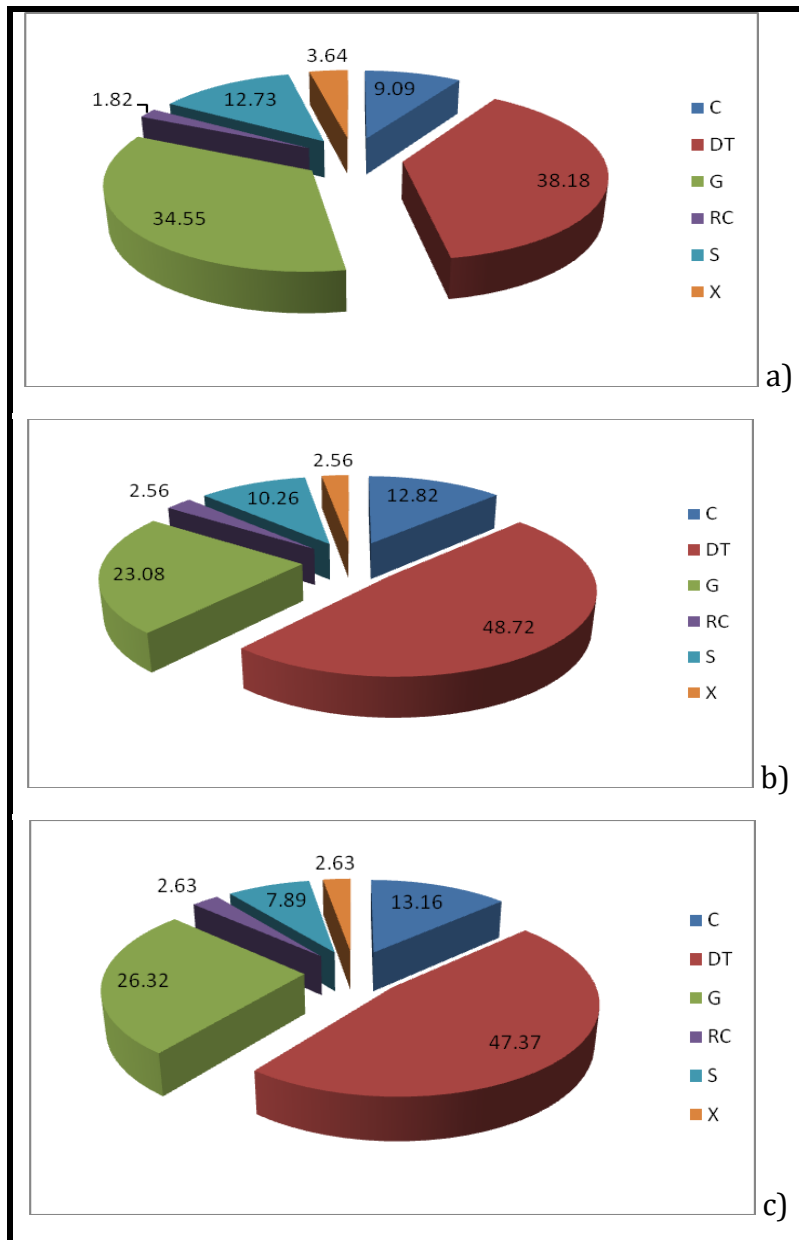 3.64
9.09
1.82
12.73
38.18
34.55
C
DT
G
RC
S
X
a)
2.56
12.82
2.56
10.26
23.08
48.72
C
DT
G
RC
S
X
b)
2.63
13.16
2.63
7.89
26.32
47.37
C
DT
G
RC
S
X
c)